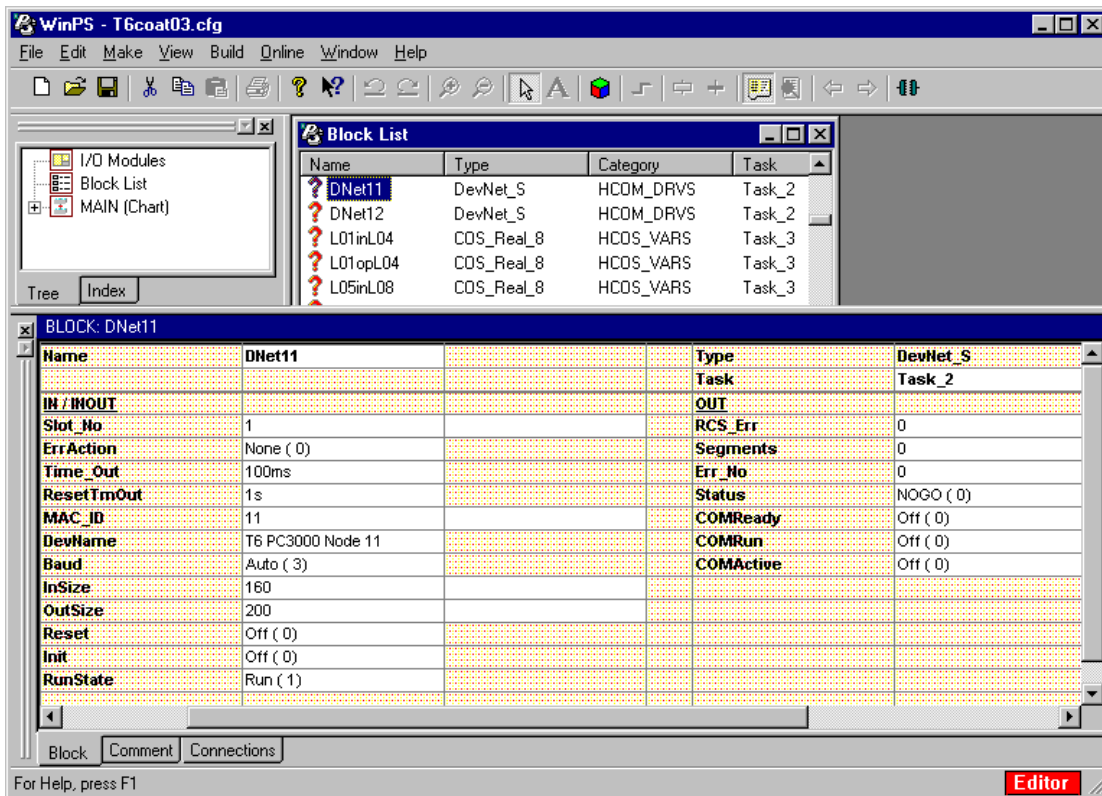 WinPS - T6coat03.cfg
File Edit Make View Build Online Window Help
I/O Modules
Block List
MAIN (Chart)
Tree Index
Block List
Name Type Category Task
DNet11 DevNet_S HCOM_DRVS Task_2
DNet12 DevNet_S HCOM_DRVS Task_2
L01inL04 COS_Real_8 HCOS_VARS Task_3
L01opL04 COS_Real_8 HCOS_VARS Task_3
L05inL08 COS_Real_8 HCOS_VARS Task_3
BLOCK: DNet11
Name DNet11 Type DevNet_S
Task Task_2
IN / INOUT OUT
Slot_No 1 RCS_Err 0
ErrAction None ( 0) Segments 0
Time_Out 100ms Err_No 0
ResetTmOut 1s Status NOGO ( 0)
MAC_ID 11 COMReady Off ( 0)
DevName T6 PC3000 Node 11 COMRun Off ( 0)
Baud Auto ( 3) COMActive Off ( 0)
InSize 160
OutSize 200
Reset Off ( 0)
Init Off ( 0)
RunState Run ( 1)
Block Comment Connections
For Help, press F1 Editor